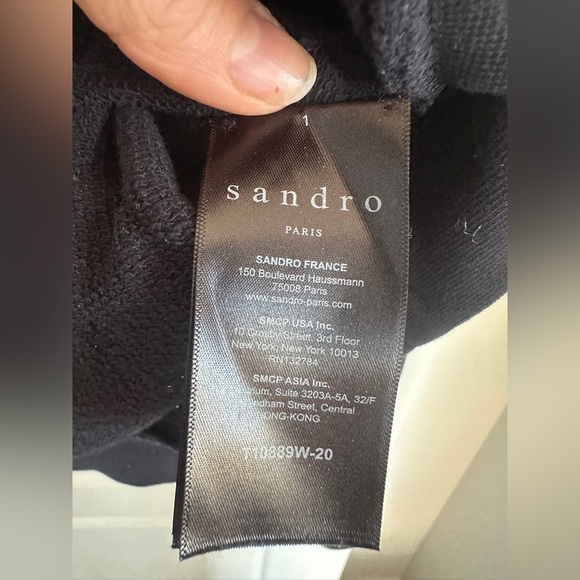 1
sandro
PARIS
SANDRO FRANCE
150 Boulevard Haussmann
75008 Paris
www.sandro-paris.com
SMCP USA Inc.
Street, 3rd Floor
New York, New York 10013
RN132784
SMCP ASIA Inc.
Suite 3203A-5A, 32/F
Street, Central
HONG-KONG
T10889W-20